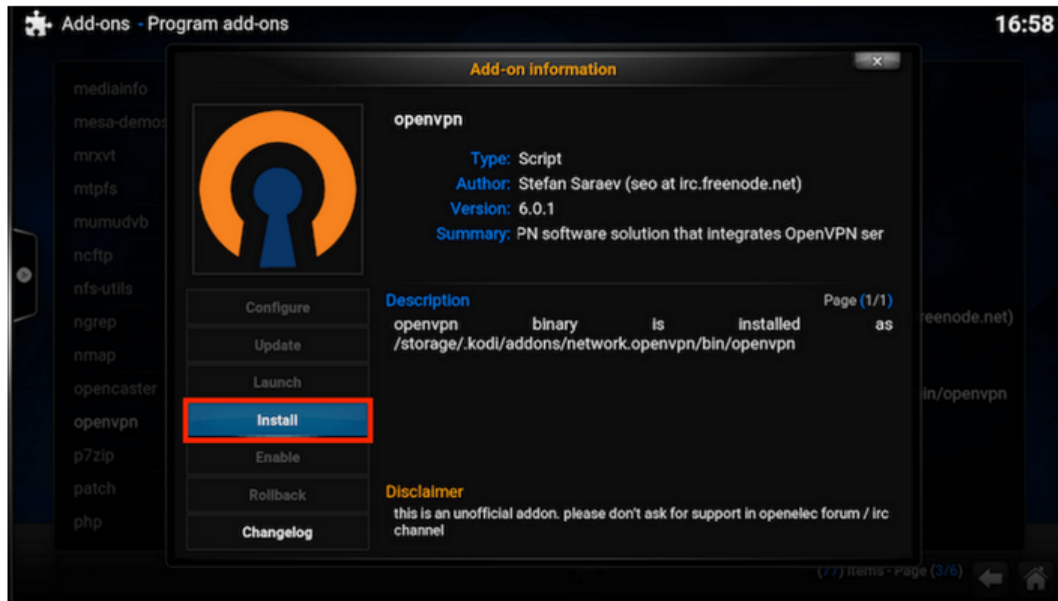 Add-ons - Program add-ons
16:58
Add-on information
x
mediainfo
mesa-demos
mrxvt
mtpfs
mumudvb
ncftp
nfs-utils
ngrep
nmap
opencaster
openvpn
p7zip
patch
php
openvpn
Type: Script
Author: Stefan Saraev (seo at irc.freenode.net)
Version: 6.0.1
Summary: PN software solution that integrates OpenVPN ser
Configure
Update
Launch
Install
Enable
Rollback
Changelog
Description
Page (1/1)
openvpn binary is installed as
/storage/.kodi/addons/network.openvpn/bin/openvpn
Disclaimer
this is an unofficial addon. please don't ask for support in openelec forum / irc
channel
reenode.net)
in/openvpn
(77) items - Page (3/6)